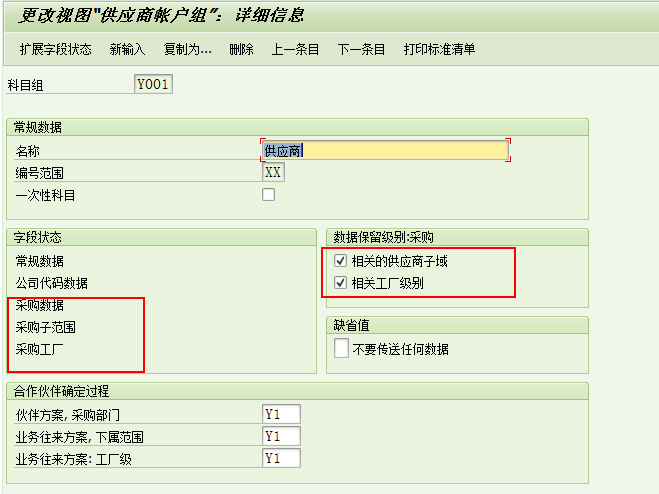 更改视图"供应商帐户组": 详细信息
扩展字段状态 新输入 复制为... 删除 上一条目 下一条目 打印标准清单
科目组 Y001
常规数据
名称 供应商
编号范围 XX
一次性科目
字段状态
常规数据
公司代码数据
采购数据
采购子范围
采购工厂
数据保留级别:采购
相关的供应商子域
相关工厂级别
缺省值
不要传送任何数据
合作伙伴确定过程
伙伴方案,采购部门 Y1
业务往来方案,下属范围 Y1
业务往来方案:工厂级 Y1